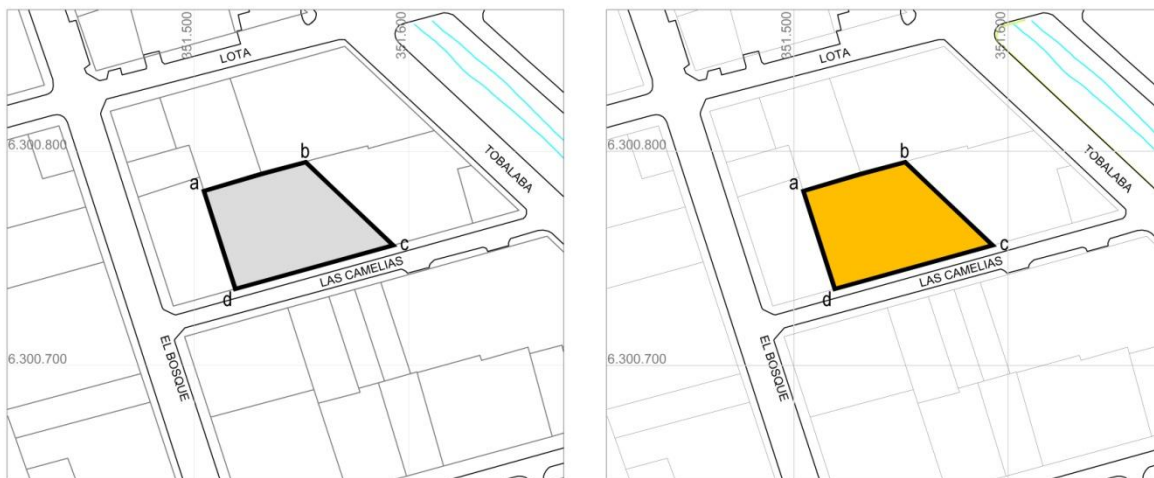 351.500
351.600
LOTA
b
6.300.800
TOBALABA
a
c
LAS CAMELIAS
d
6.300.700
EL BOSQUE
351.500
351.600
LOTA
b
6.300.800
TOBALABA
a
c
LAS CAMELIAS
d
6.300.700
EL BOSQUE